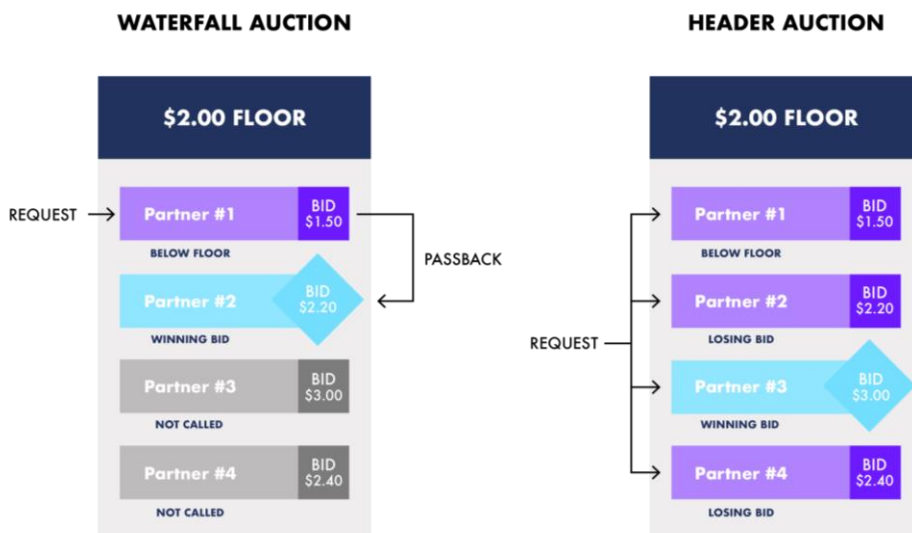 WATERFALL AUCTION
$2.00 FLOOR
REQUEST
Partner #1
BID
$1.50
BELOW FLOOR
PASSBACK
Partner #2
BID
$2.20
WINNING BID
Partner #3
BID
$3.00
NOT CALLED
Partner #4
BID
$2.40
NOT CALLED
HEADER AUCTION
$2.00 FLOOR
REQUEST
Partner #1
BID
$1.50
BELOW FLOOR
Partner #2
BID
$2.20
LOSING BID
Partner #3
BID
$3.00
WINNING BID
Partner #4
BID
$2.40
LOSING BID